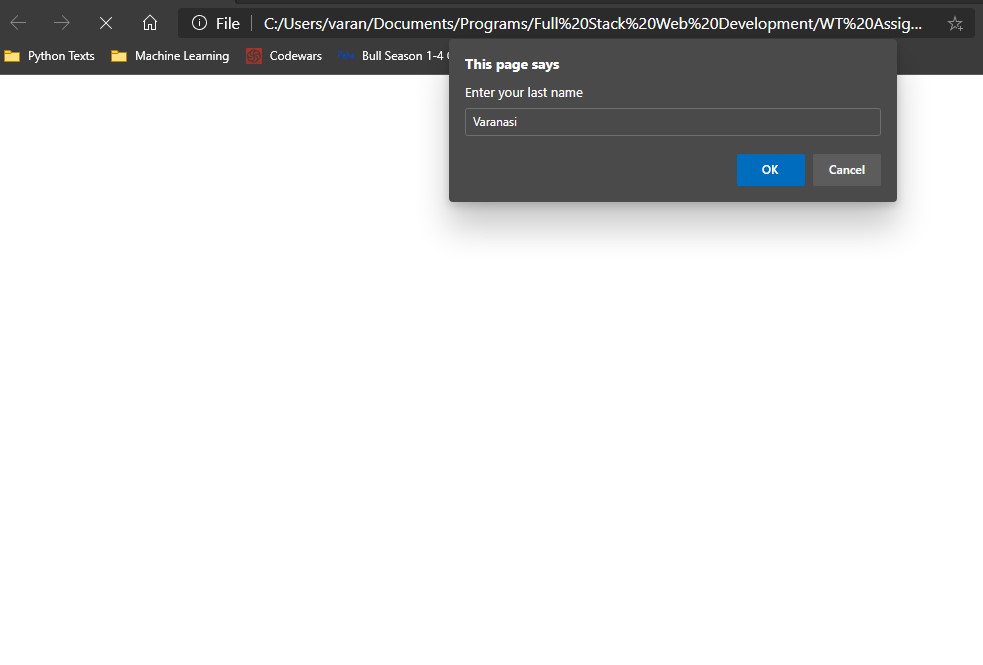 File C:/Users/varan/Documents/Programs/Full%20Stack%20Web%20Development/WT%20Assig...
Python Texts Machine Learning Codewars Bull Season 1-4
This page says
Enter your last name
Varanasi
OK Cancel